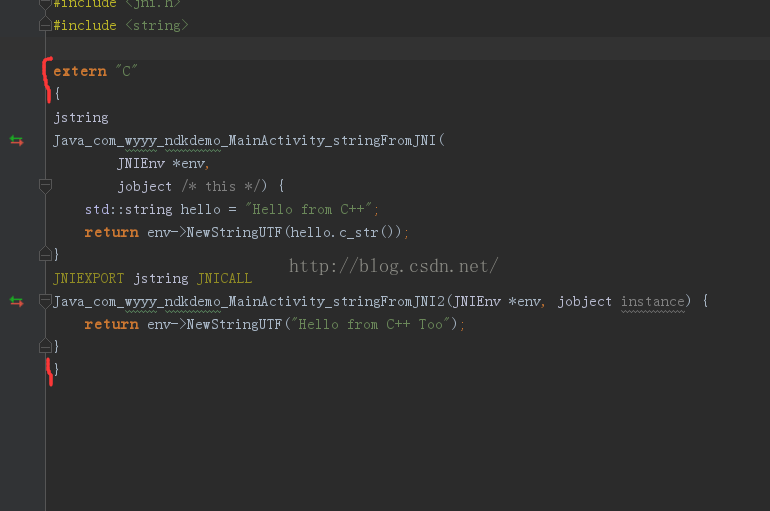 #include <jni.h>
#include <string>
extern "C"
{
jstring
Java_com_wyyy_ndkdemo_MainActivity_stringFromJNI(
        JNIEnv *env,
        jobject /* this */) {
    std::string hello = "Hello from C++";
    return env->NewStringUTF(hello.c_str());
}
http://blog.csdn.net/
JNIEXPORT jstring JNICALL
Java_com_wyyy_ndkdemo_MainActivity_stringFromJNI2(JNIEnv *env, jobject instance) {
    return env->NewStringUTF("Hello from C++ Too");
}
}